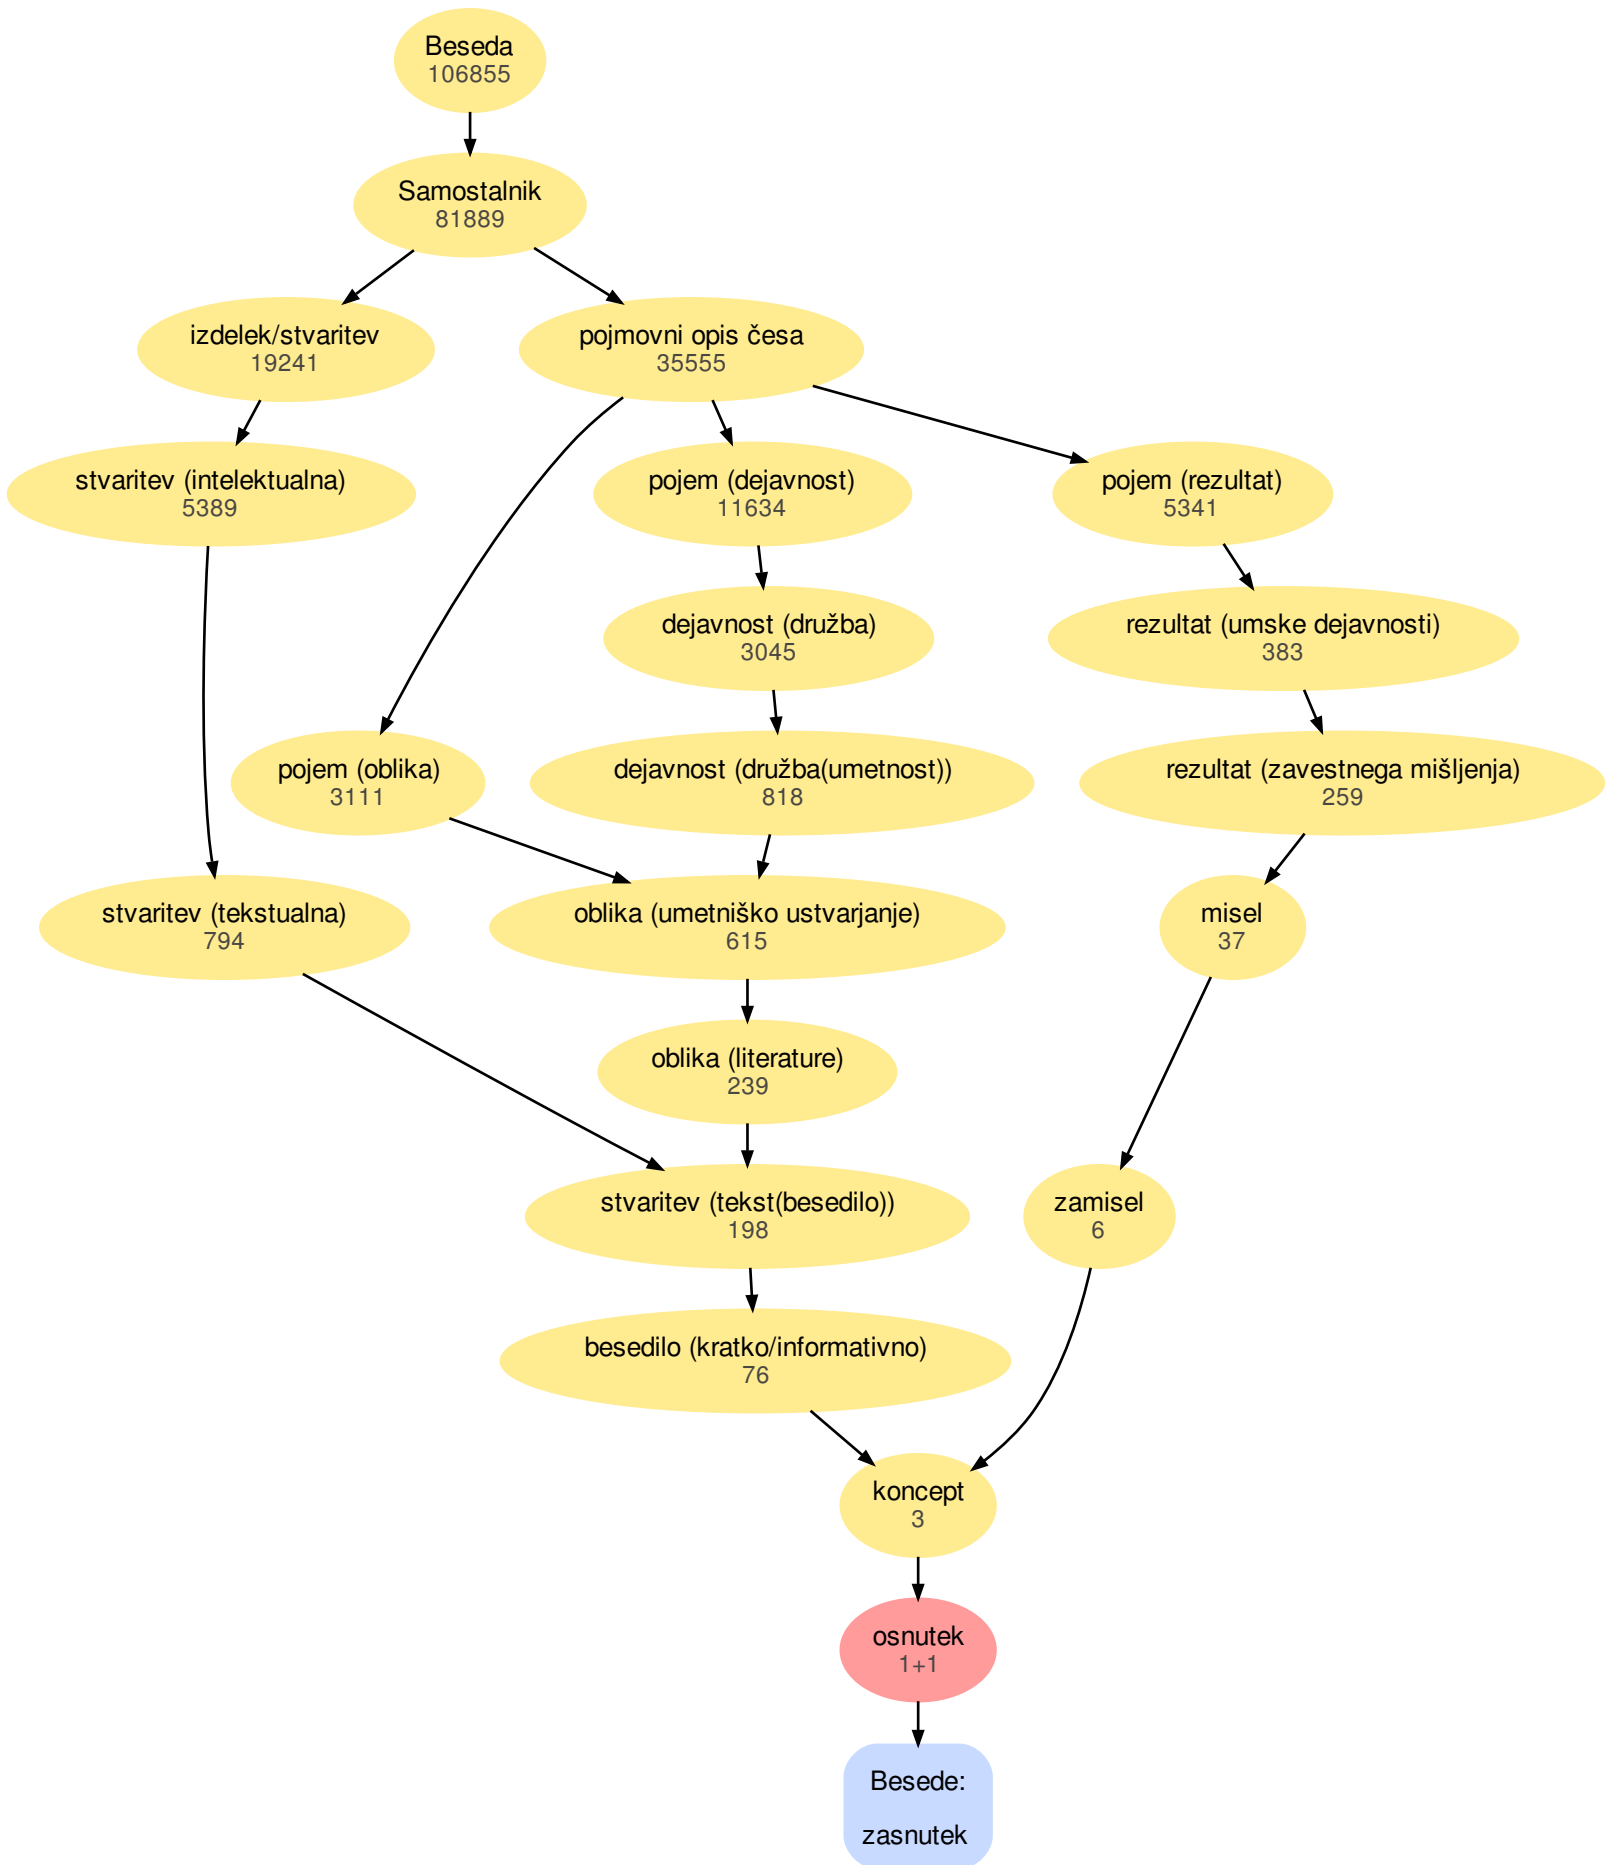 Beseda
106855
Samostalnik
81889
izdelek/stvaritev
19241
pojmovni opis česa
35555
stvaritev (intelektualna)
5389
pojem (dejavnost)
11634
pojem (rezultat)
5341
dejavnost (družba)
3045
rezultat (umske dejavnosti)
383
pojem (oblika)
3111
dejavnost (družba(umetnost))
818
rezultat (zavestnega mišljenja)
259
stvaritev (tekstualna)
794
oblika (umetniško ustvarjanje)
615
misel
37
oblika (literature)
239
stvaritev (tekst(besedilo))
198
zamisel
6
besedilo (kratko/informativno)
76
koncept
3
osnutek
1+1
Besede:
zasnutek